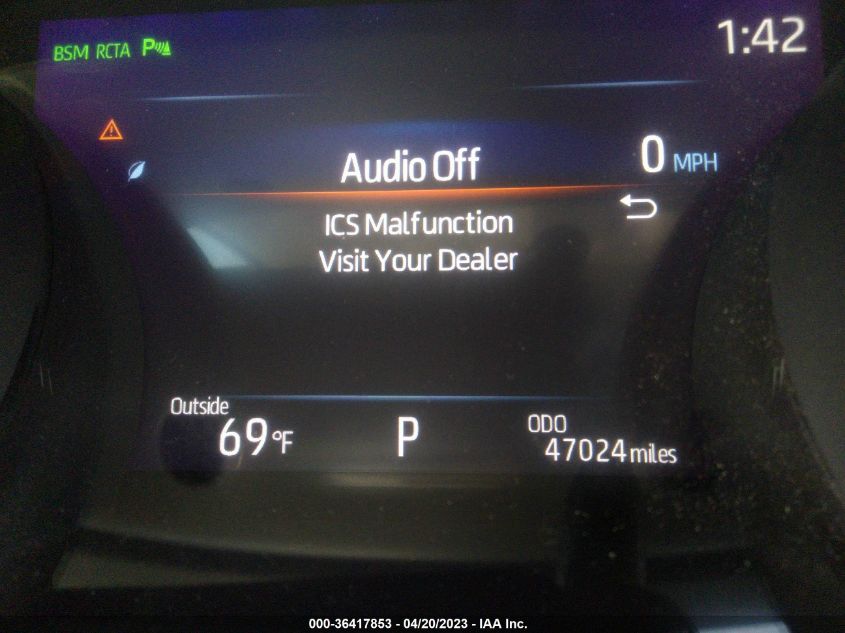 BSM RCTA P
1:42
Audio Off
0 MPH
ICS Malfunction
Visit Your Dealer
Outside
69°F
P
ODO
47024 miles
000-36417853 - 04/20/2023 - IAA Inc.